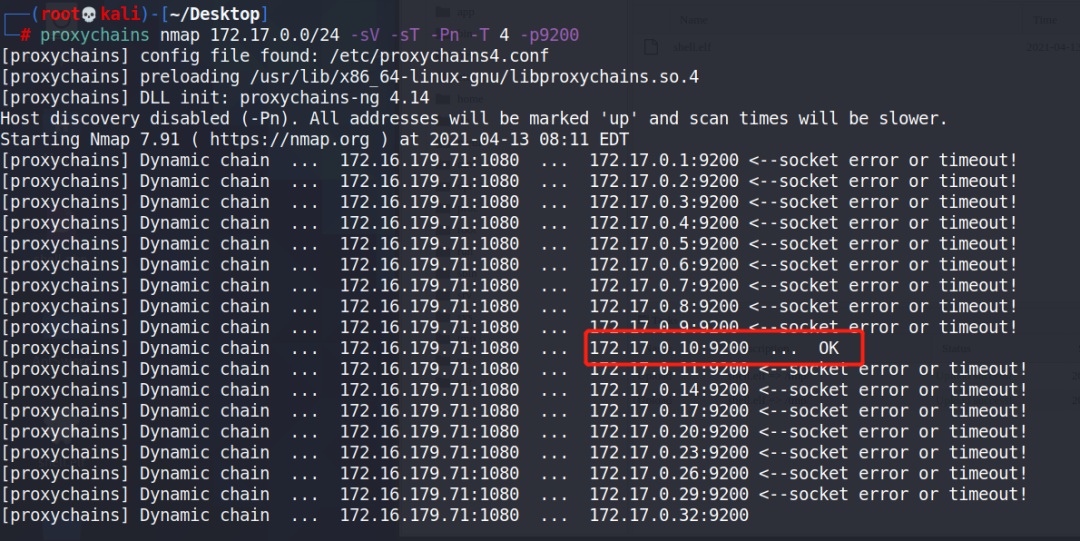 ┌──(root💀kali)-[~/Desktop]
└─# proxychains nmap 172.17.0.0/24 -sV -sT -Pn -T 4 -p9200
[proxychains] config file found: /etc/proxychains4.conf
[proxychains] preloading /usr/lib/x86_64-linux-gnu/libproxychains.so.4
[proxychains] DLL init: proxychains-ng 4.14
Host discovery disabled (-Pn). All addresses will be marked 'up' and scan times will be slower.
Starting Nmap 7.91 ( https://nmap.org ) at 2021-04-13 08:11 EDT
[proxychains] Dynamic chain  ...  172.16.179.71:1080  ...  172.17.0.1:9200 <--socket error or timeout!
[proxychains] Dynamic chain  ...  172.16.179.71:1080  ...  172.17.0.2:9200 <--socket error or timeout!
[proxychains] Dynamic chain  ...  172.16.179.71:1080  ...  172.17.0.3:9200 <--socket error or timeout!
[proxychains] Dynamic chain  ...  172.16.179.71:1080  ...  172.17.0.4:9200 <--socket error or timeout!
[proxychains] Dynamic chain  ...  172.16.179.71:1080  ...  172.17.0.5:9200 <--socket error or timeout!
[proxychains] Dynamic chain  ...  172.16.179.71:1080  ...  172.17.0.6:9200 <--socket error or timeout!
[proxychains] Dynamic chain  ...  172.16.179.71:1080  ...  172.17.0.7:9200 <--socket error or timeout!
[proxychains] Dynamic chain  ...  172.16.179.71:1080  ...  172.17.0.8:9200 <--socket error or timeout!
[proxychains] Dynamic chain  ...  172.16.179.71:1080  ...  172.17.0.9:9200 <--socket error or timeout!
[proxychains] Dynamic chain  ...  172.16.179.71:1080  ...  172.17.0.10:9200  ...  OK
[proxychains] Dynamic chain  ...  172.16.179.71:1080  ...  172.17.0.11:9200 <--socket error or timeout!
[proxychains] Dynamic chain  ...  172.16.179.71:1080  ...  172.17.0.14:9200 <--socket error or timeout!
[proxychains] Dynamic chain  ...  172.16.179.71:1080  ...  172.17.0.17:9200 <--socket error or timeout!
[proxychains] Dynamic chain  ...  172.16.179.71:1080  ...  172.17.0.20:9200 <--socket error or timeout!
[proxychains] Dynamic chain  ...  172.16.179.71:1080  ...  172.17.0.23:9200 <--socket error or timeout!
[proxychains] Dynamic chain  ...  172.16.179.71:1080  ...  172.17.0.26:9200 <--socket error or timeout!
[proxychains] Dynamic chain  ...  172.16.179.71:1080  ...  172.17.0.29:9200 <--socket error or timeout!
[proxychains] Dynamic chain  ...  172.16.179.71:1080  ...  172.17.0.32:9200